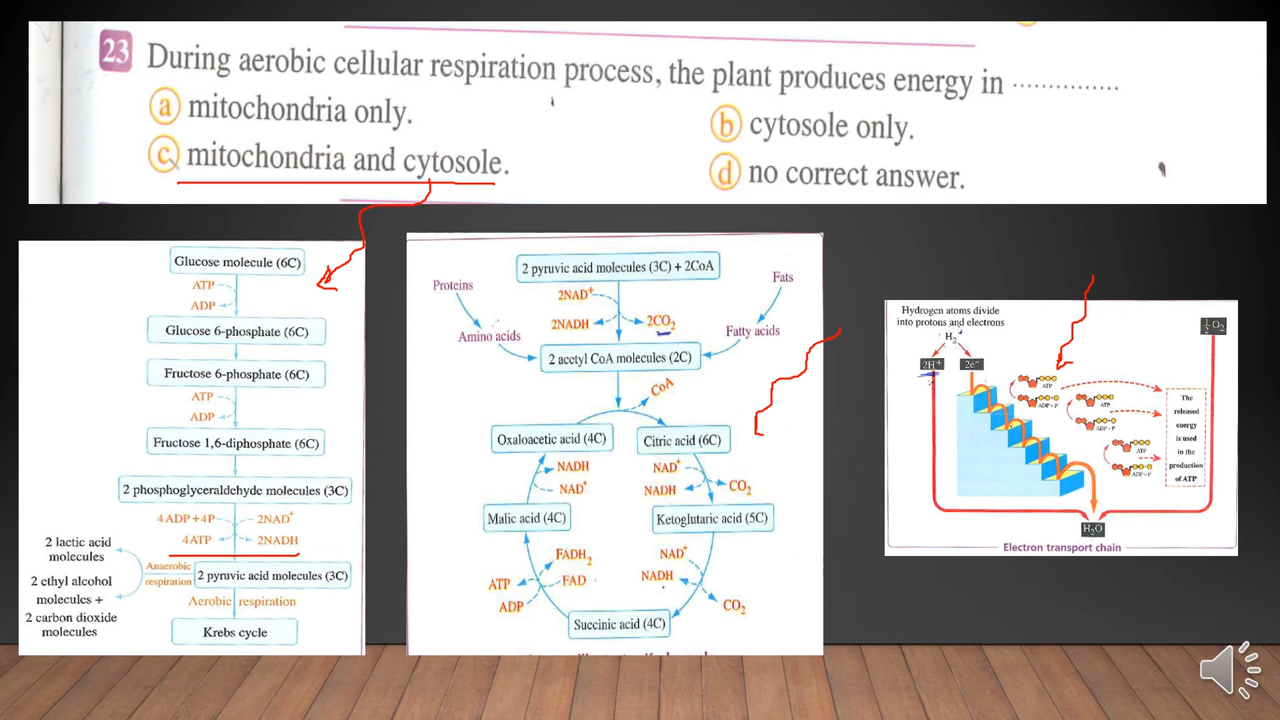 23 During aerobic cellular respiration process, the plant produces energy in ...............
a mitochondria only.
b cytosole only.
c mitochondria and cytosole.
d no correct answer.
Glucose molecule (6C)
ATP
ADP
Glucose 6-phosphate (6C)
Fructose 6-phosphate (6C)
ATP
ADP
Fructose 1,6-diphosphate (6C)
2 phosphoglyceraldehyde molecules (3C)
4ADP+4P 2NAD+
4ATP 2NADH
2 lactic acid
molecules
Anaerobic
respiration
2 pyruvic acid molecules (3C)
2 ethyl alcohol
molecules +
2 carbon dioxide
molecules
Aerobic respiration
Krebs cycle
2 pyruvic acid molecules (3C) + 2CoA
Proteins
Fats
2NAD+
2NADH 2CO2
Amino acids
Fatty acids
2 acetyl CoA molecules (2C)
CoA
Oxaloacetic acid (4C) Citric acid (6C)
NADH NAD+
NAD+ NADH CO2
Malic acid (4C) Ketoglutaric acid (5C)
FADH2 NAD+
ATP FAD NADH
ADP CO2
Succinic acid (4C)
Hydrogen atoms divide
into protons and electrons
H2
2H+ 2e-
½ O2
ATP
ADP + P
ATP
ADP + P
ATP
ADP + P
The
released
energy
is used
in the
production
of ATP
H2O
Electron transport chain